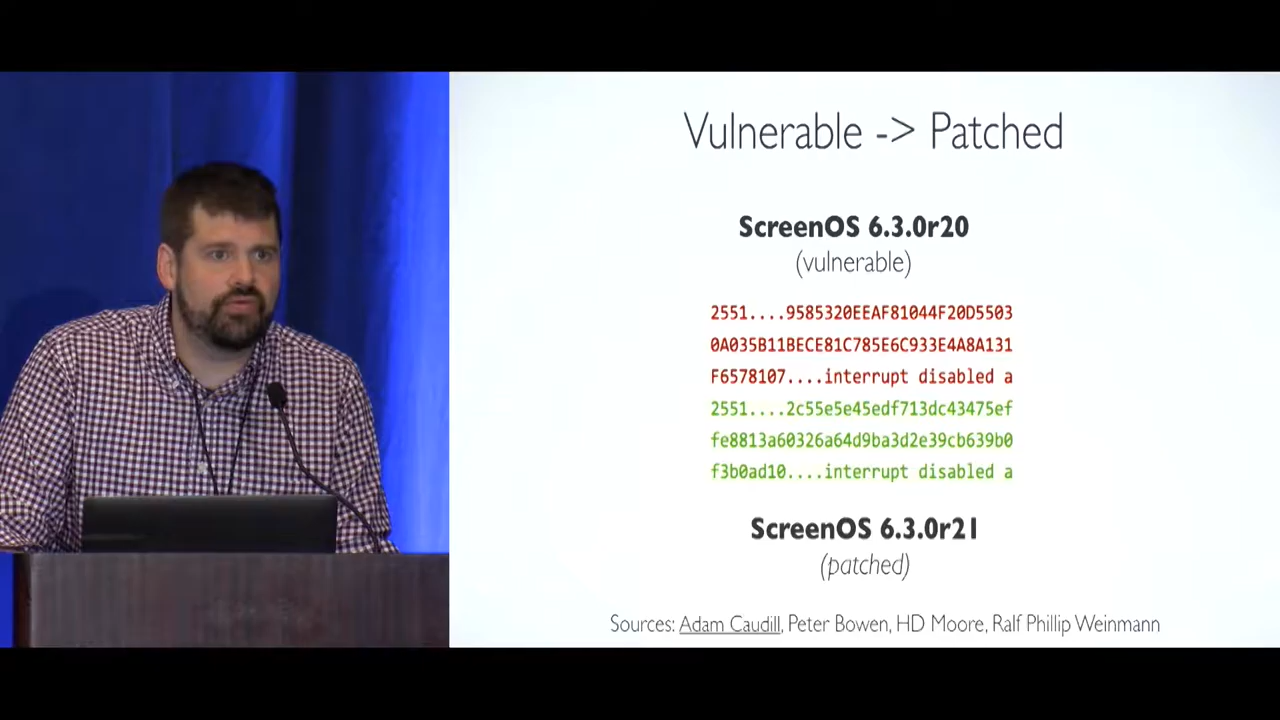 Vulnerable -> Patched
ScreenOS 6.3.0r20
(vulnerable)
2551....9585320EEAF81044F20D5503
0A035B11BECE81C785E6C933E4A8A131
F6578107....interrupt disabled a
2551....2c55e5e45edf713dc43475ef
fe8813a60326a64d9ba3d2e39cb639b0
f3b0ad10....interrupt disabled a
ScreenOS 6.3.0r21
(patched)
Sources: Adam Caudill, Peter Bowen, HD Moore, Ralf Phillip Weinmann